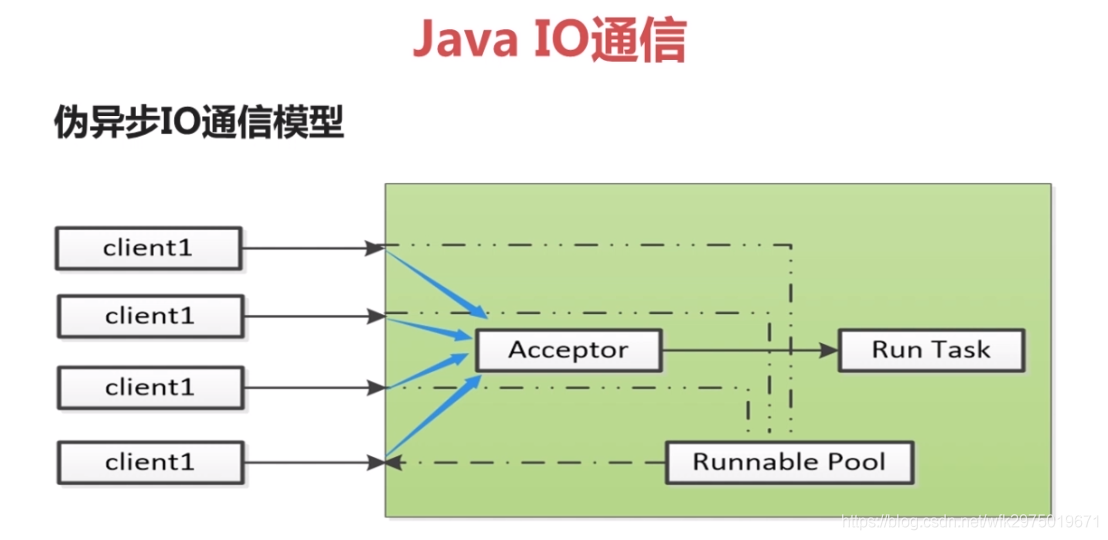 Java IO通信
伪异步IO通信模型
client1
client1
Acceptor
Run Task
client1
client1
Runnable Pool
https://blog.csdn.net/wlk2975019671